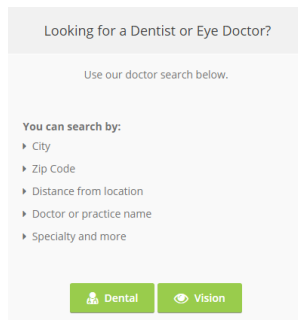 Looking for a Dentist or Eye Doctor?
Use our doctor search below.
You can search by:
City
Zip Code
Distance from location
Doctor or practice name
Specialty and more
Dental
Vision